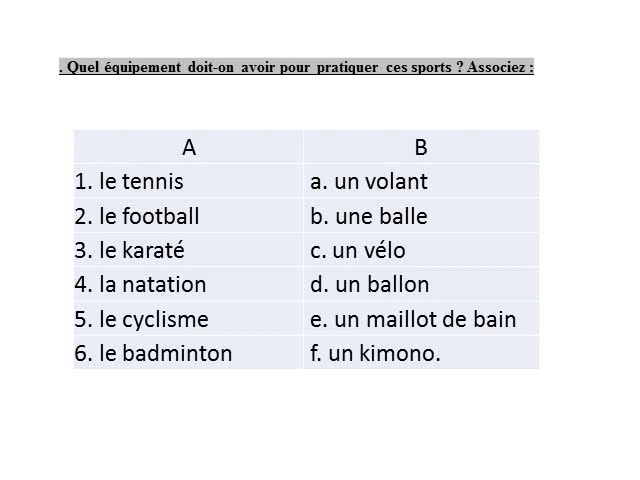 . Quel équipement doit-on avoir pour pratiquer ces sports ? Associez :
A B
1. le tennis a. un volant
2. le football b. une balle
3. le karaté c. un vélo
4. la natation d. un ballon
5. le cyclisme e. un maillot de bain
6. le badminton f. un kimono.